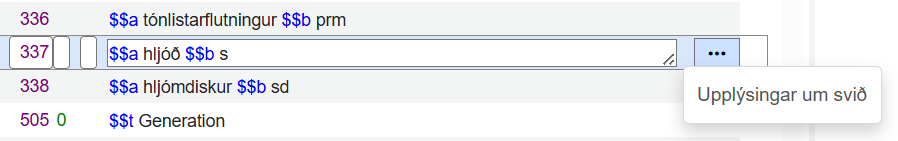 336 $$a tónlistarflutningur $$b prm
337 $$a hljóð $$b s ...
338 $$a hljómdiskur $$b sd
Upplýsingar um svið
505 0 $$t Generation